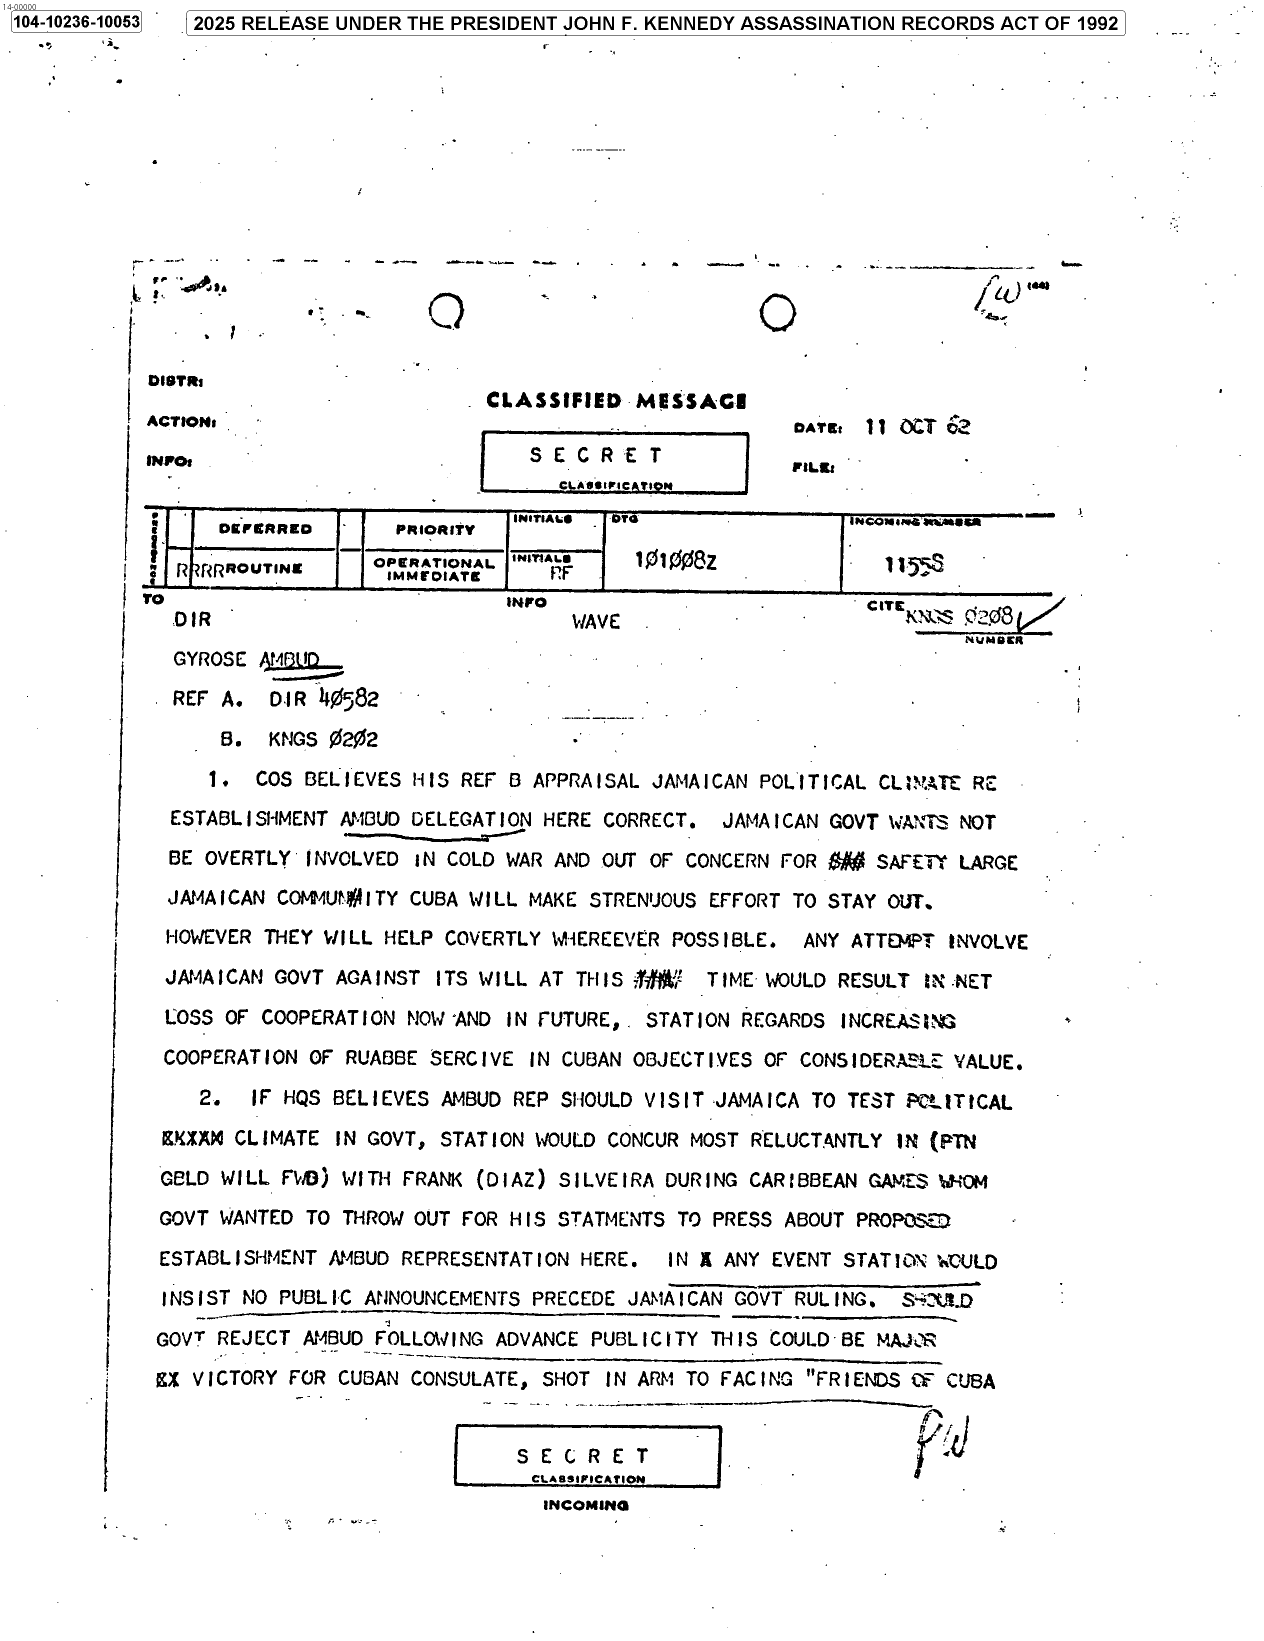 14-00000
104-10236-10053
2025 RELEASE UNDER THE PRESIDENT JOHN F. KENNEDY ASSASSINATION RECORDS ACT OF 1992
(44)
DISTR:
CLASSIFIED MESSAGE
ACTION:
DATE: 11 OCT 62
INFO:
SECRET
FILE:
CLASSIFICATION
DEFERRED
PRIORITY
INITIALS
DTG
INCOMING NUMBER
RRRRROUTINE
OPERATIONAL IMMEDIATE
INITIALS
RF
1Ø1ØØ8Z
1155S
TO
INFO
CITE
DIR
WAVE
KNGS Ø2Ø8
NUMBER
GYROSE AMBUD
REF A. DIR 4Ø582
B. KNGS Ø2Ø2
1. COS BELIEVES HIS REF B APPRAISAL JAMAICAN POLITICAL CLIMATE RE
ESTABLISHMENT AMBUD DELEGATION HERE CORRECT. JAMAICAN GOVT WANTS NOT
BE OVERTLY INVOLVED IN COLD WAR AND OUT OF CONCERN FOR SAFETY LARGE
JAMAICAN COMMUN#ITY CUBA WILL MAKE STRENUOUS EFFORT TO STAY OUT.
HOWEVER THEY WILL HELP COVERTLY WHEREEVER POSSIBLE. ANY ATTEMPT INVOLVE
JAMAICAN GOVT AGAINST ITS WILL AT THIS TIME WOULD RESULT IN NET
LOSS OF COOPERATION NOW AND IN FUTURE,. STATION REGARDS INCREASING
COOPERATION OF RUABBE SERCIVE IN CUBAN OBJECTIVES OF CONSIDERABLE VALUE.
2. IF HQS BELIEVES AMBUD REP SHOULD VISIT JAMAICA TO TEST POLITICAL
CLIMATE IN GOVT, STATION WOULD CONCUR MOST RELUCTANTLY IN (PTN
GBLD WILL FWD) WITH FRANK (DIAZ) SILVEIRA DURING CARIBBEAN GAMES WHOM
GOVT WANTED TO THROW OUT FOR HIS STATMENTS TO PRESS ABOUT PROPOSED
ESTABLISHMENT AMBUD REPRESENTATION HERE. IN X ANY EVENT STATION WOULD
INSIST NO PUBLIC ANNOUNCEMENTS PRECEDE JAMAICAN GOVT RULING. SHOULD
GOVT REJECT AMBUD FOLLOWING ADVANCE PUBLICITY THIS COULD BE MAJOR
VICTORY FOR CUBAN CONSULATE, SHOT IN ARM TO FACING "FRIENDS OF CUBA
SECRET
CLASSIFICATION
INCOMING